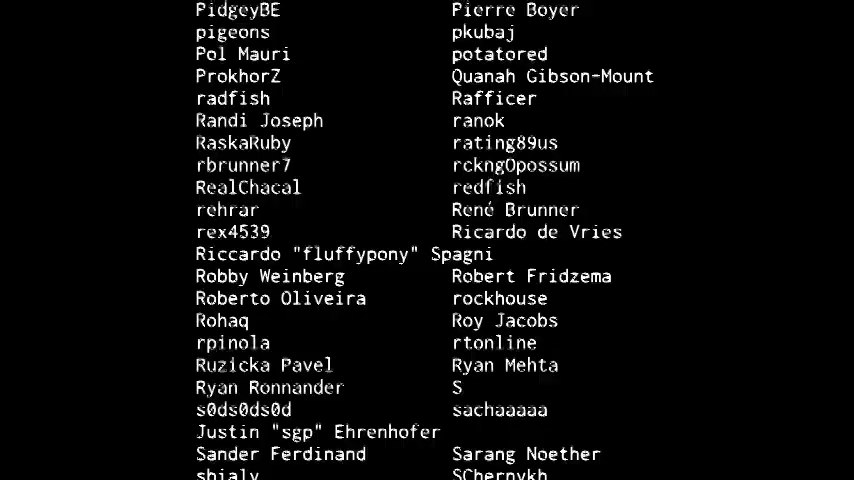 PidgeyBE Pierre Boyer
pigeons pkubaj
Pol Mauri potatored
ProkhorZ Quanah Gibson-Mount
radfish Rafficer
Randi Joseph ranok
RaskaRuby rating89us
rbrunner7 rckngOpossum
RealChacal redfish
rehrar René Brunner
rex4539 Ricardo de Vries
Riccardo "fluffypony" Spagni
Robby Weinberg Robert Fridzema
Roberto Oliveira rockhouse
Rohaq Roy Jacobs
rpinola rtonline
Ruzicka Pavel Ryan Mehta
Ryan Ronnander S
s0ds0ds0d sachaaaaa
Justin "sgp" Ehrenhofer
Sander Ferdinand Sarang Noether
sbialy SChernykh